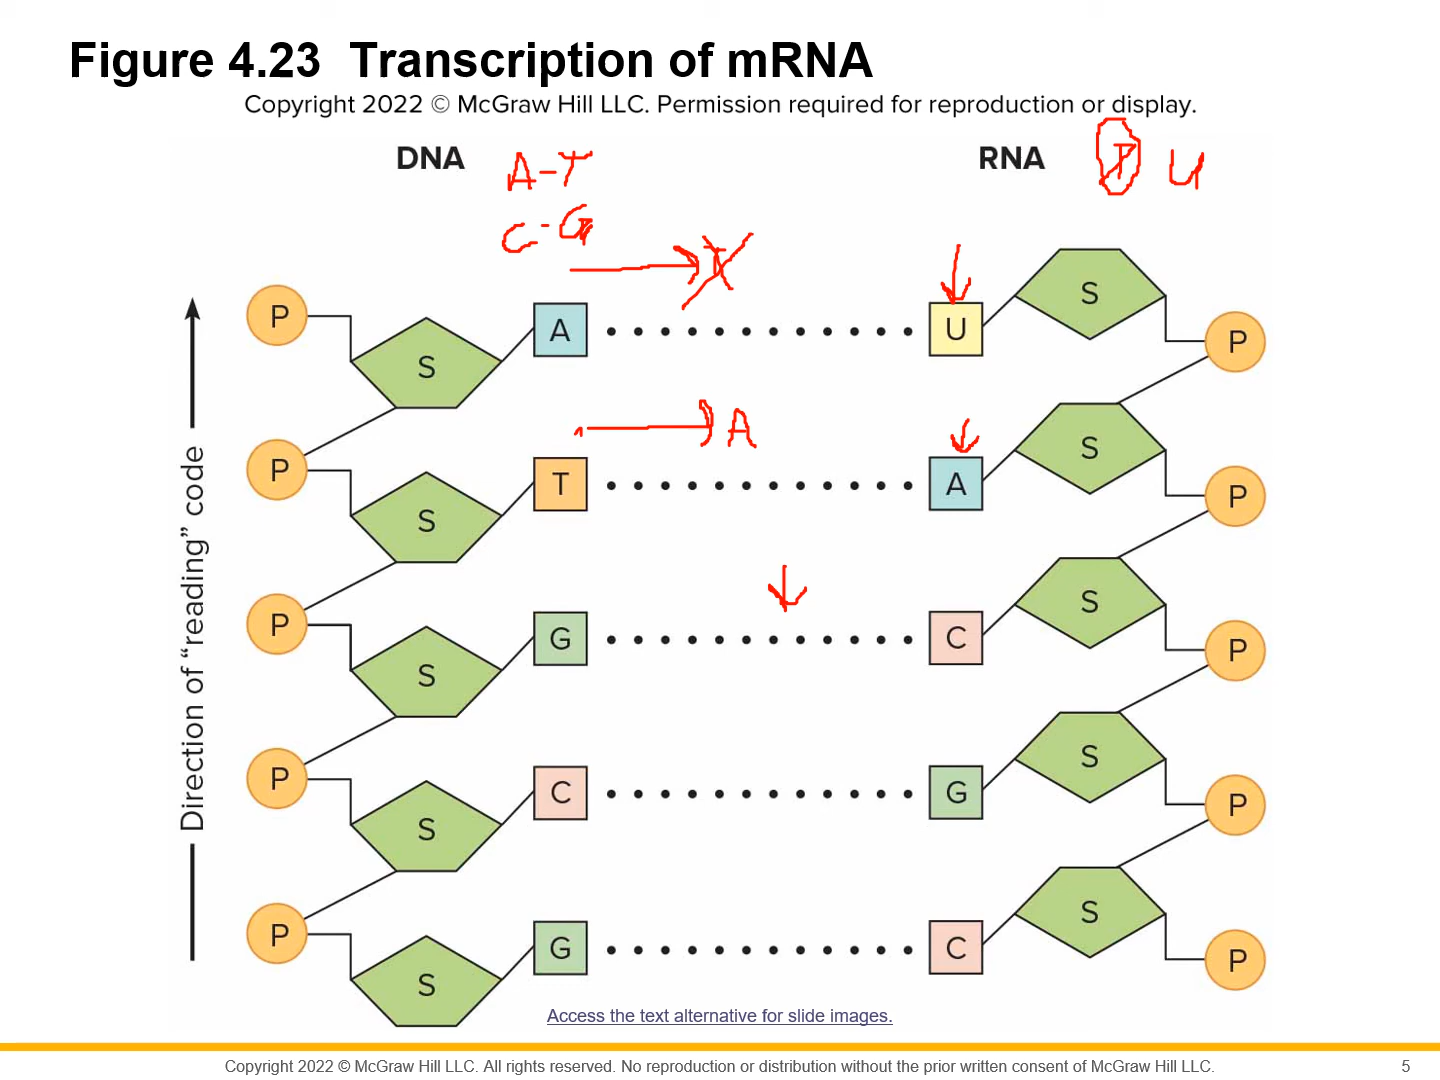 Figure 4.23 Transcription of mRNA
Copyright 2022 © McGraw Hill LLC. Permission required for reproduction or display.
DNA
A-T
C-G
RNA
T U
Direction of “reading” code
P S A U S P
T
P S T A S P
A
P S G C S P
P S C G S P
P S G C S P
Access the text alternative for slide images.
Copyright 2022 © McGraw Hill LLC. All rights reserved. No reproduction or distribution without the prior written consent of McGraw Hill LLC.
5